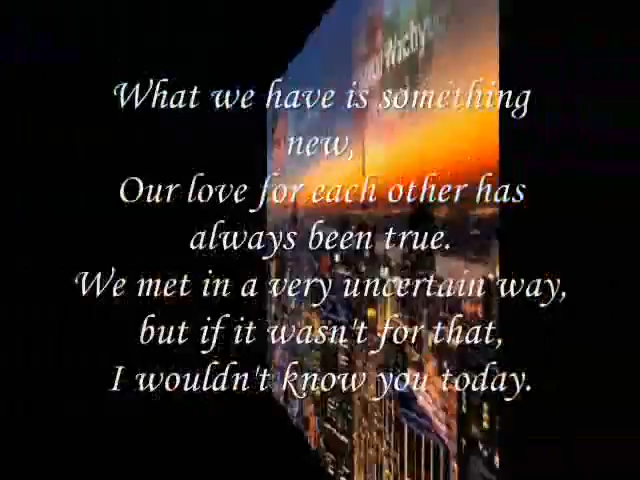 What we have is something
new,
Our love for each other has
always been true.
We met in a very uncertain way,
but if it wasn't for that,
I wouldn't know you today.